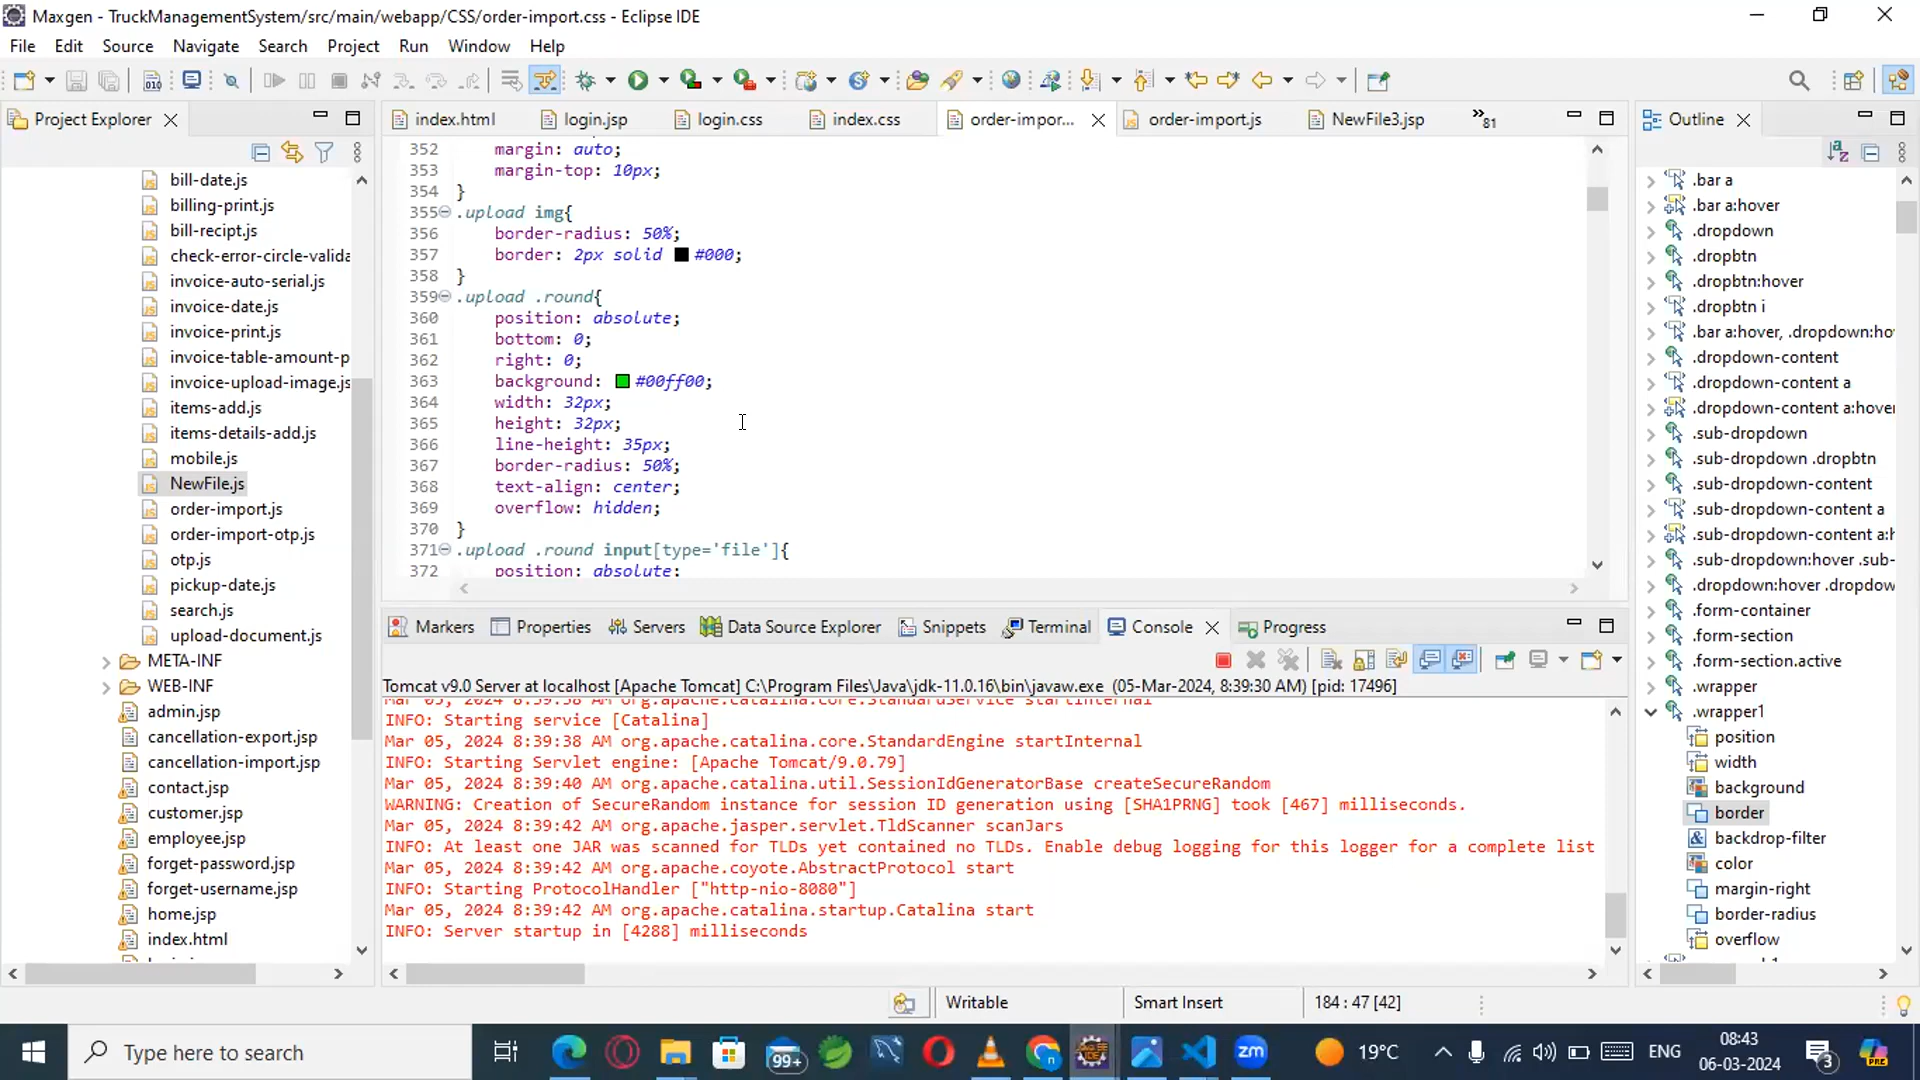 Maxgen - TruckManagementSystem/src/main/webapp/CSS/order-import.css - Eclipse IDE
File Edit Source Navigate Search Project Run Window Help
Project Explorer
bill-date.js
billing-print.js
bill-recipt.js
check-error-circle-valida
invoice-auto-serial.js
invoice-date.js
invoice-print.js
invoice-table-amount-p
invoice-upload-image.js
items-add.js
items-details-add.js
mobile.js
NewFile.js
order-import.js
order-import-otp.js
otp.js
pickup-date.js
search.js
upload-document.js
META-INF
WEB-INF
admin.jsp
cancellation-export.jsp
cancellation-import.jsp
contact.jsp
customer.jsp
employee.jsp
forget-password.jsp
forget-username.jsp
home.jsp
index.html
index.html login.jsp login.css index.css order-impor... order-import.js NewFile3.jsp »81
352 margin: auto;
353 margin-top: 10px;
354 }
355 .upload img{
356 border-radius: 50%;
357 border: 2px solid #000;
358 }
359 .upload .round{
360 position: absolute;
361 bottom: 0;
362 right: 0;
363 background: #00ff00;
364 width: 32px;
365 height: 32px;
366 line-height: 35px;
367 border-radius: 50%;
368 text-align: center;
369 overflow: hidden;
370 }
371 .upload .round input[type='file']{
372 position: absolute;
Markers Properties Servers Data Source Explorer Snippets Terminal Console Progress
Tomcat v9.0 Server at localhost [Apache Tomcat] C:\Program Files\Java\jdk-11.0.16\bin\javaw.exe (05-Mar-2024, 8:39:30 AM) [pid: 17496]
Mar 05, 2024 8:39:38 AM org.apache.catalina.core.StandardService startInternal
INFO: Starting service [Catalina]
Mar 05, 2024 8:39:38 AM org.apache.catalina.core.StandardEngine startInternal
INFO: Starting Servlet engine: [Apache Tomcat/9.0.79]
Mar 05, 2024 8:39:40 AM org.apache.catalina.util.SessionIdGeneratorBase createSecureRandom
WARNING: Creation of SecureRandom instance for session ID generation using [SHA1PRNG] took [467] milliseconds.
Mar 05, 2024 8:39:42 AM org.apache.jasper.servlet.TldScanner scanJars
INFO: At least one JAR was scanned for TLDs yet contained no TLDs. Enable debug logging for this logger for a complete list
Mar 05, 2024 8:39:42 AM org.apache.coyote.AbstractProtocol start
INFO: Starting ProtocolHandler ["http-nio-8080"]
Mar 05, 2024 8:39:42 AM org.apache.catalina.startup.Catalina start
INFO: Server startup in [4288] milliseconds
Outline
.bar a
.bar a:hover
.dropdown
.dropbtn
.dropbtn:hover
.dropbtn i
.bar a:hover, .dropdown:ho
.dropdown-content
.dropdown-content a
.dropdown-content a:hove
.sub-dropdown
.sub-dropdown .dropbtn
.sub-dropdown-content
.sub-dropdown-content a
.sub-dropdown-content a:h
.sub-dropdown:hover .sub-
.dropdown:hover .dropdow
.form-container
.form-section
.form-section.active
.wrapper
.wrapper1
position
width
background
border
backdrop-filter
color
margin-right
border-radius
overflow
Writable Smart Insert 184 : 47 [42]
Type here to search 99+ zm 19°C ENG 08:43 06-03-2024 3 PRE